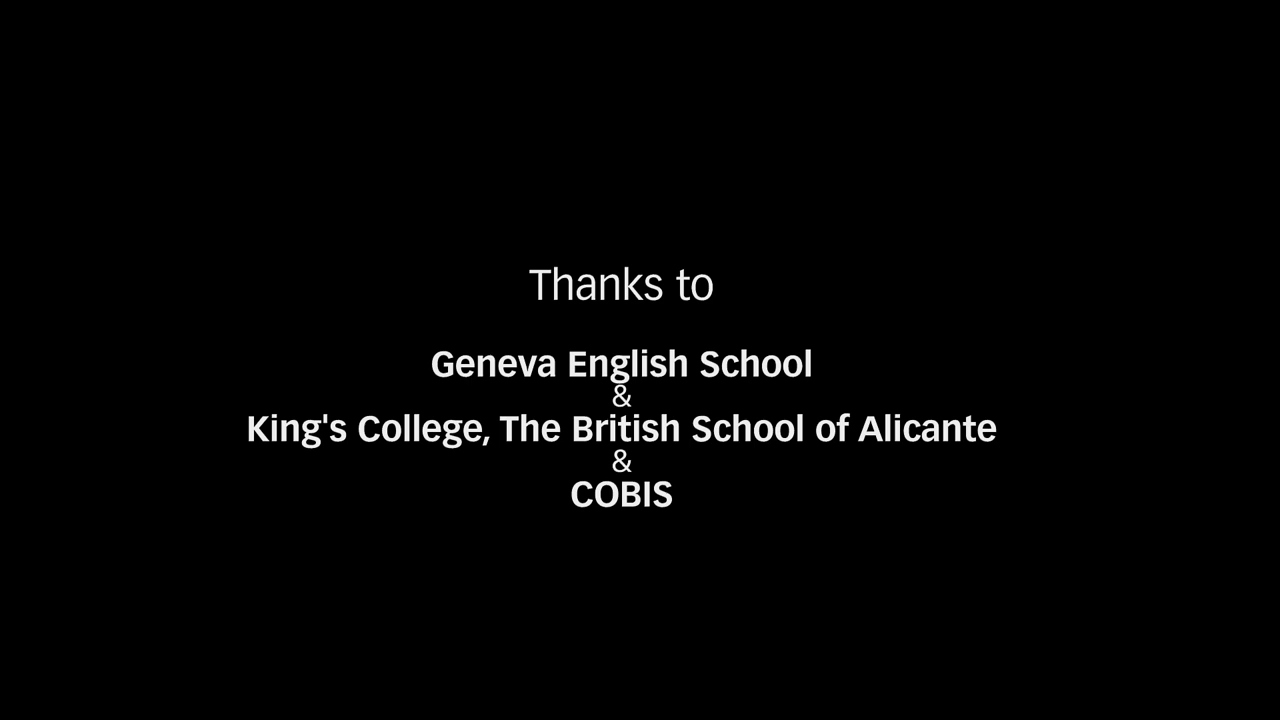 Thanks to
Geneva English School
&
King's College, The British School of Alicante
&
COBIS